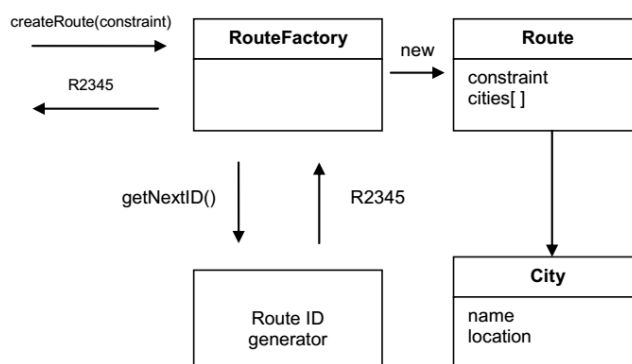 createRoute(constraint)
RouteFactory
new
Route
R2345
constraint
cities[ ]
getNextID()
R2345
Route ID
generator
City
name
location